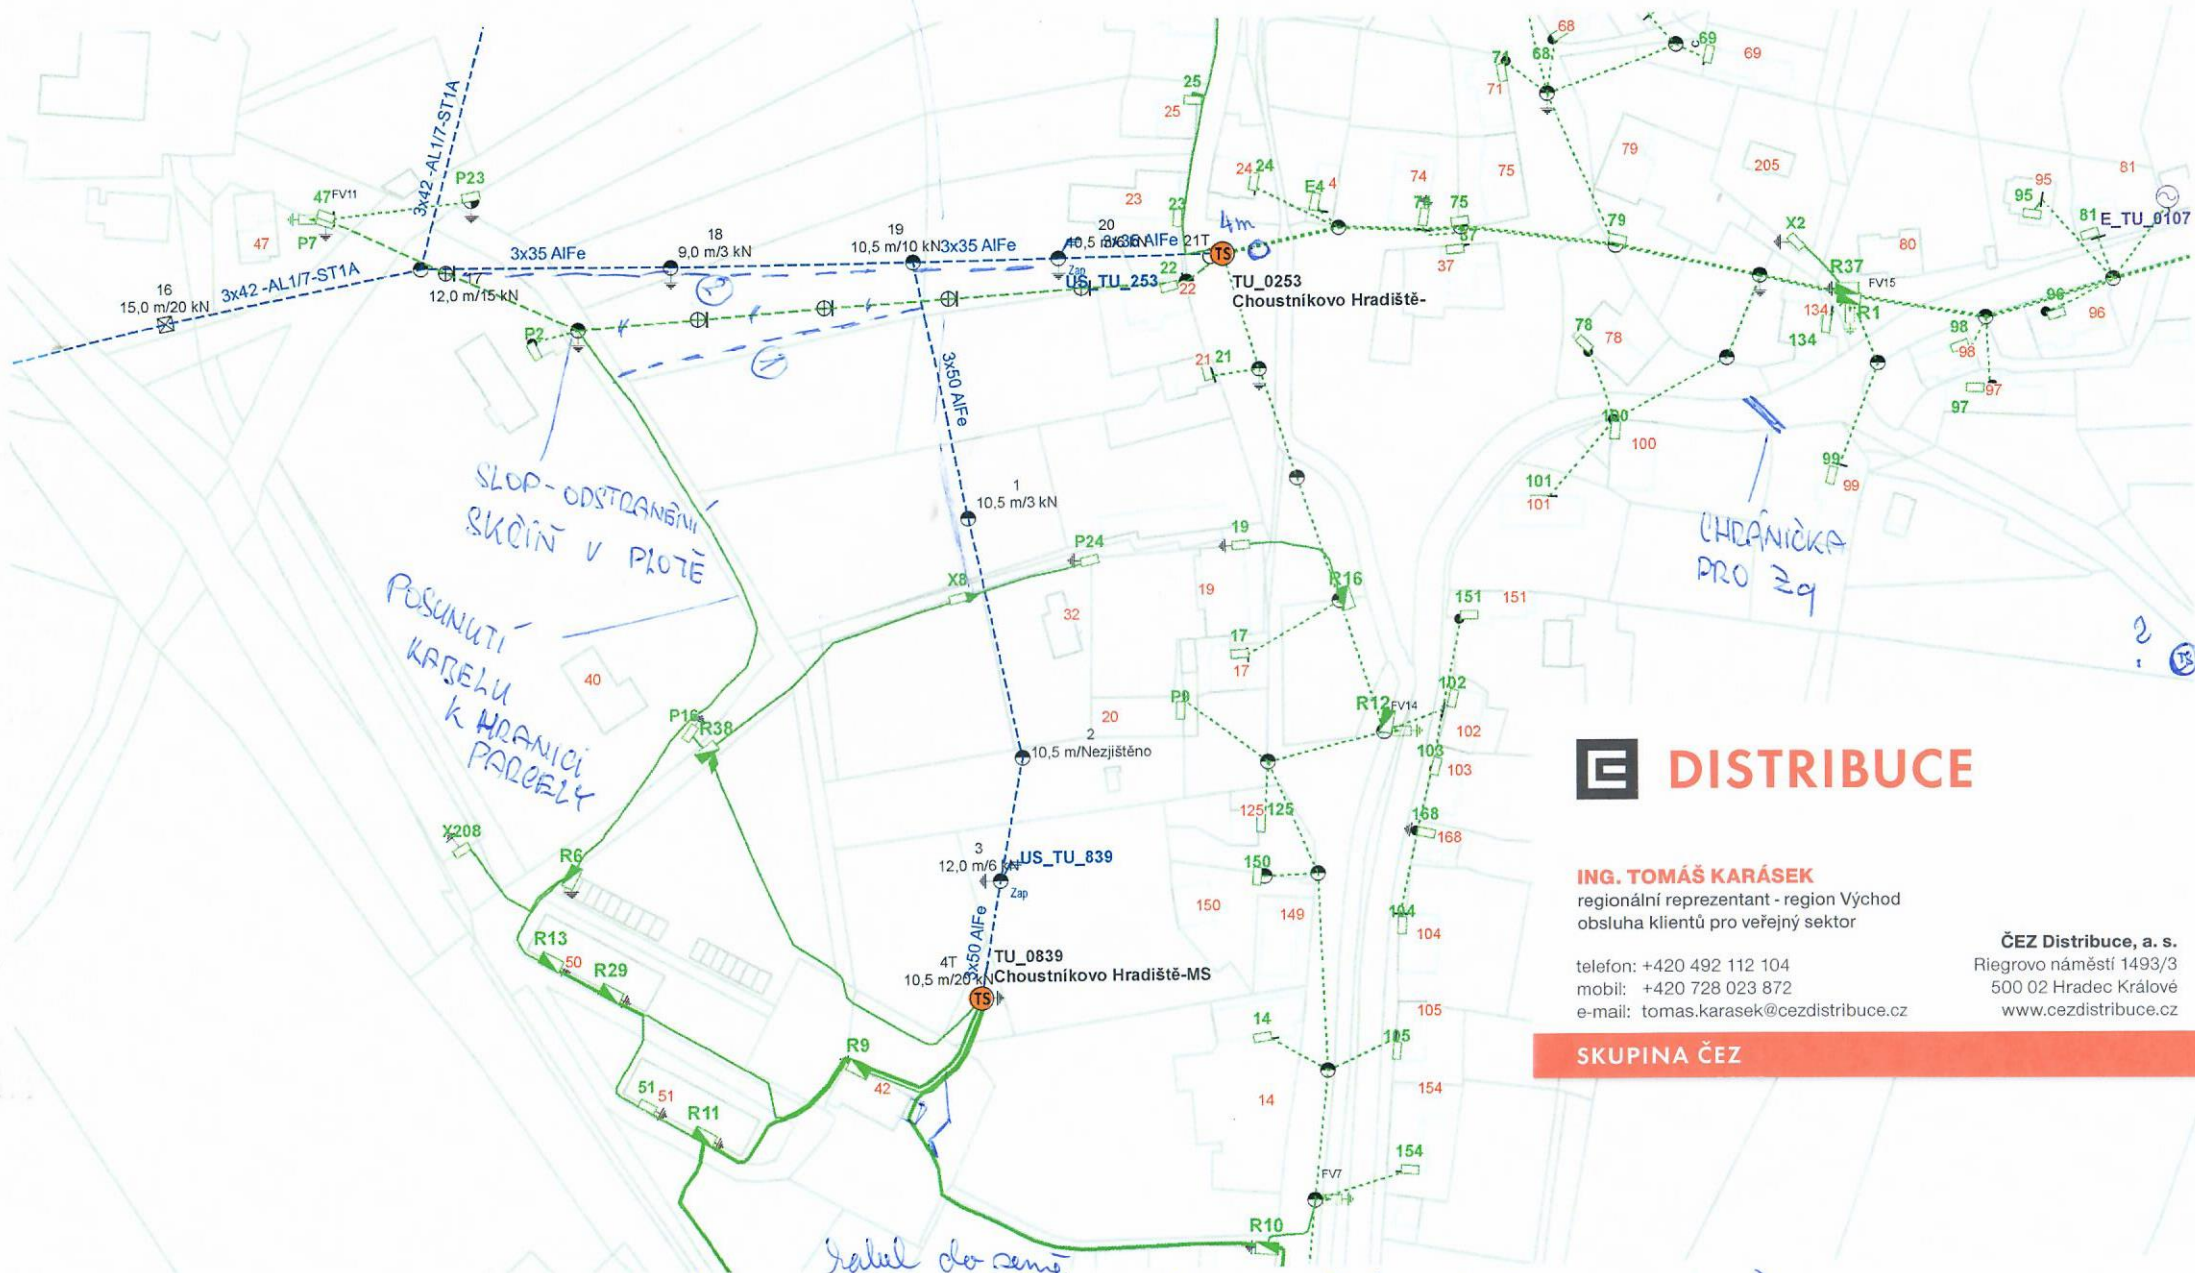 68
69
69
71
68
71
25
25
3x42 -AL1/7-ST1A
P23
47 FV11
P7
47
23
23
24 24
E4 4
74
75
75
37
79
79
205
X2
80
95
95
81
81
E_TU_0107
16
15,0 m/20 kN
3x42 -AL1/7-ST1A
17
12,0 m/15 kN
3x35 AlFe
18
9,0 m/3 kN
19
10,5 m/10 kN
3x35 AlFe
20
3x35 AlFe
21T
4m
TS
Zap
US_TU_253
22
22
TU_0253
Choustníkovo Hradiště-
2
1
P2
R37
FV15
R1
134
134
96
96
98
98
97
97
78
78
21 21
3x50 AlFe
100
100
101
101
99
99
SLOP-ODSTRANĚNÍ
SKŘÍŇ V PLOTĚ
1
10,5 m/3 kN
CHRÁNIČKA
PRO
P24
19
19
X8
R16
32
17
17
151
151
POSUNUTÍ
KABELU
K HRANICI
PARCELY
40
P16
R38
20
P9
2
10,5 m/Nezjištěno
R12 FV14
102
102
103
103
125 125
168
168
150
150
149
104
104
?
TS
X208
R6
3
12,0 m/6 kN
US_TU_839
Zap
R13
50
R29
3x50 AlFe
4T
10,5 m/20 kN
TS
TU_0839
Choustníkovo Hradiště-MS
R9
42
51
51
R11
14
14
105
105
154
154
FV7
R10
kabel do země
E DISTRIBUCE
ING. TOMÁŠ KARÁSEK
regionální reprezentant - region Východ
obsluha klientů pro veřejný sektor
telefon: +420 492 112 104
mobil: +420 728 023 872
e-mail: tomas.karasek@cezdistribuce.cz
ČEZ Distribuce, a. s.
Riegrovo náměstí 1493/3
500 02 Hradec Králové
www.cezdistribuce.cz
SKUPINA ČEZ